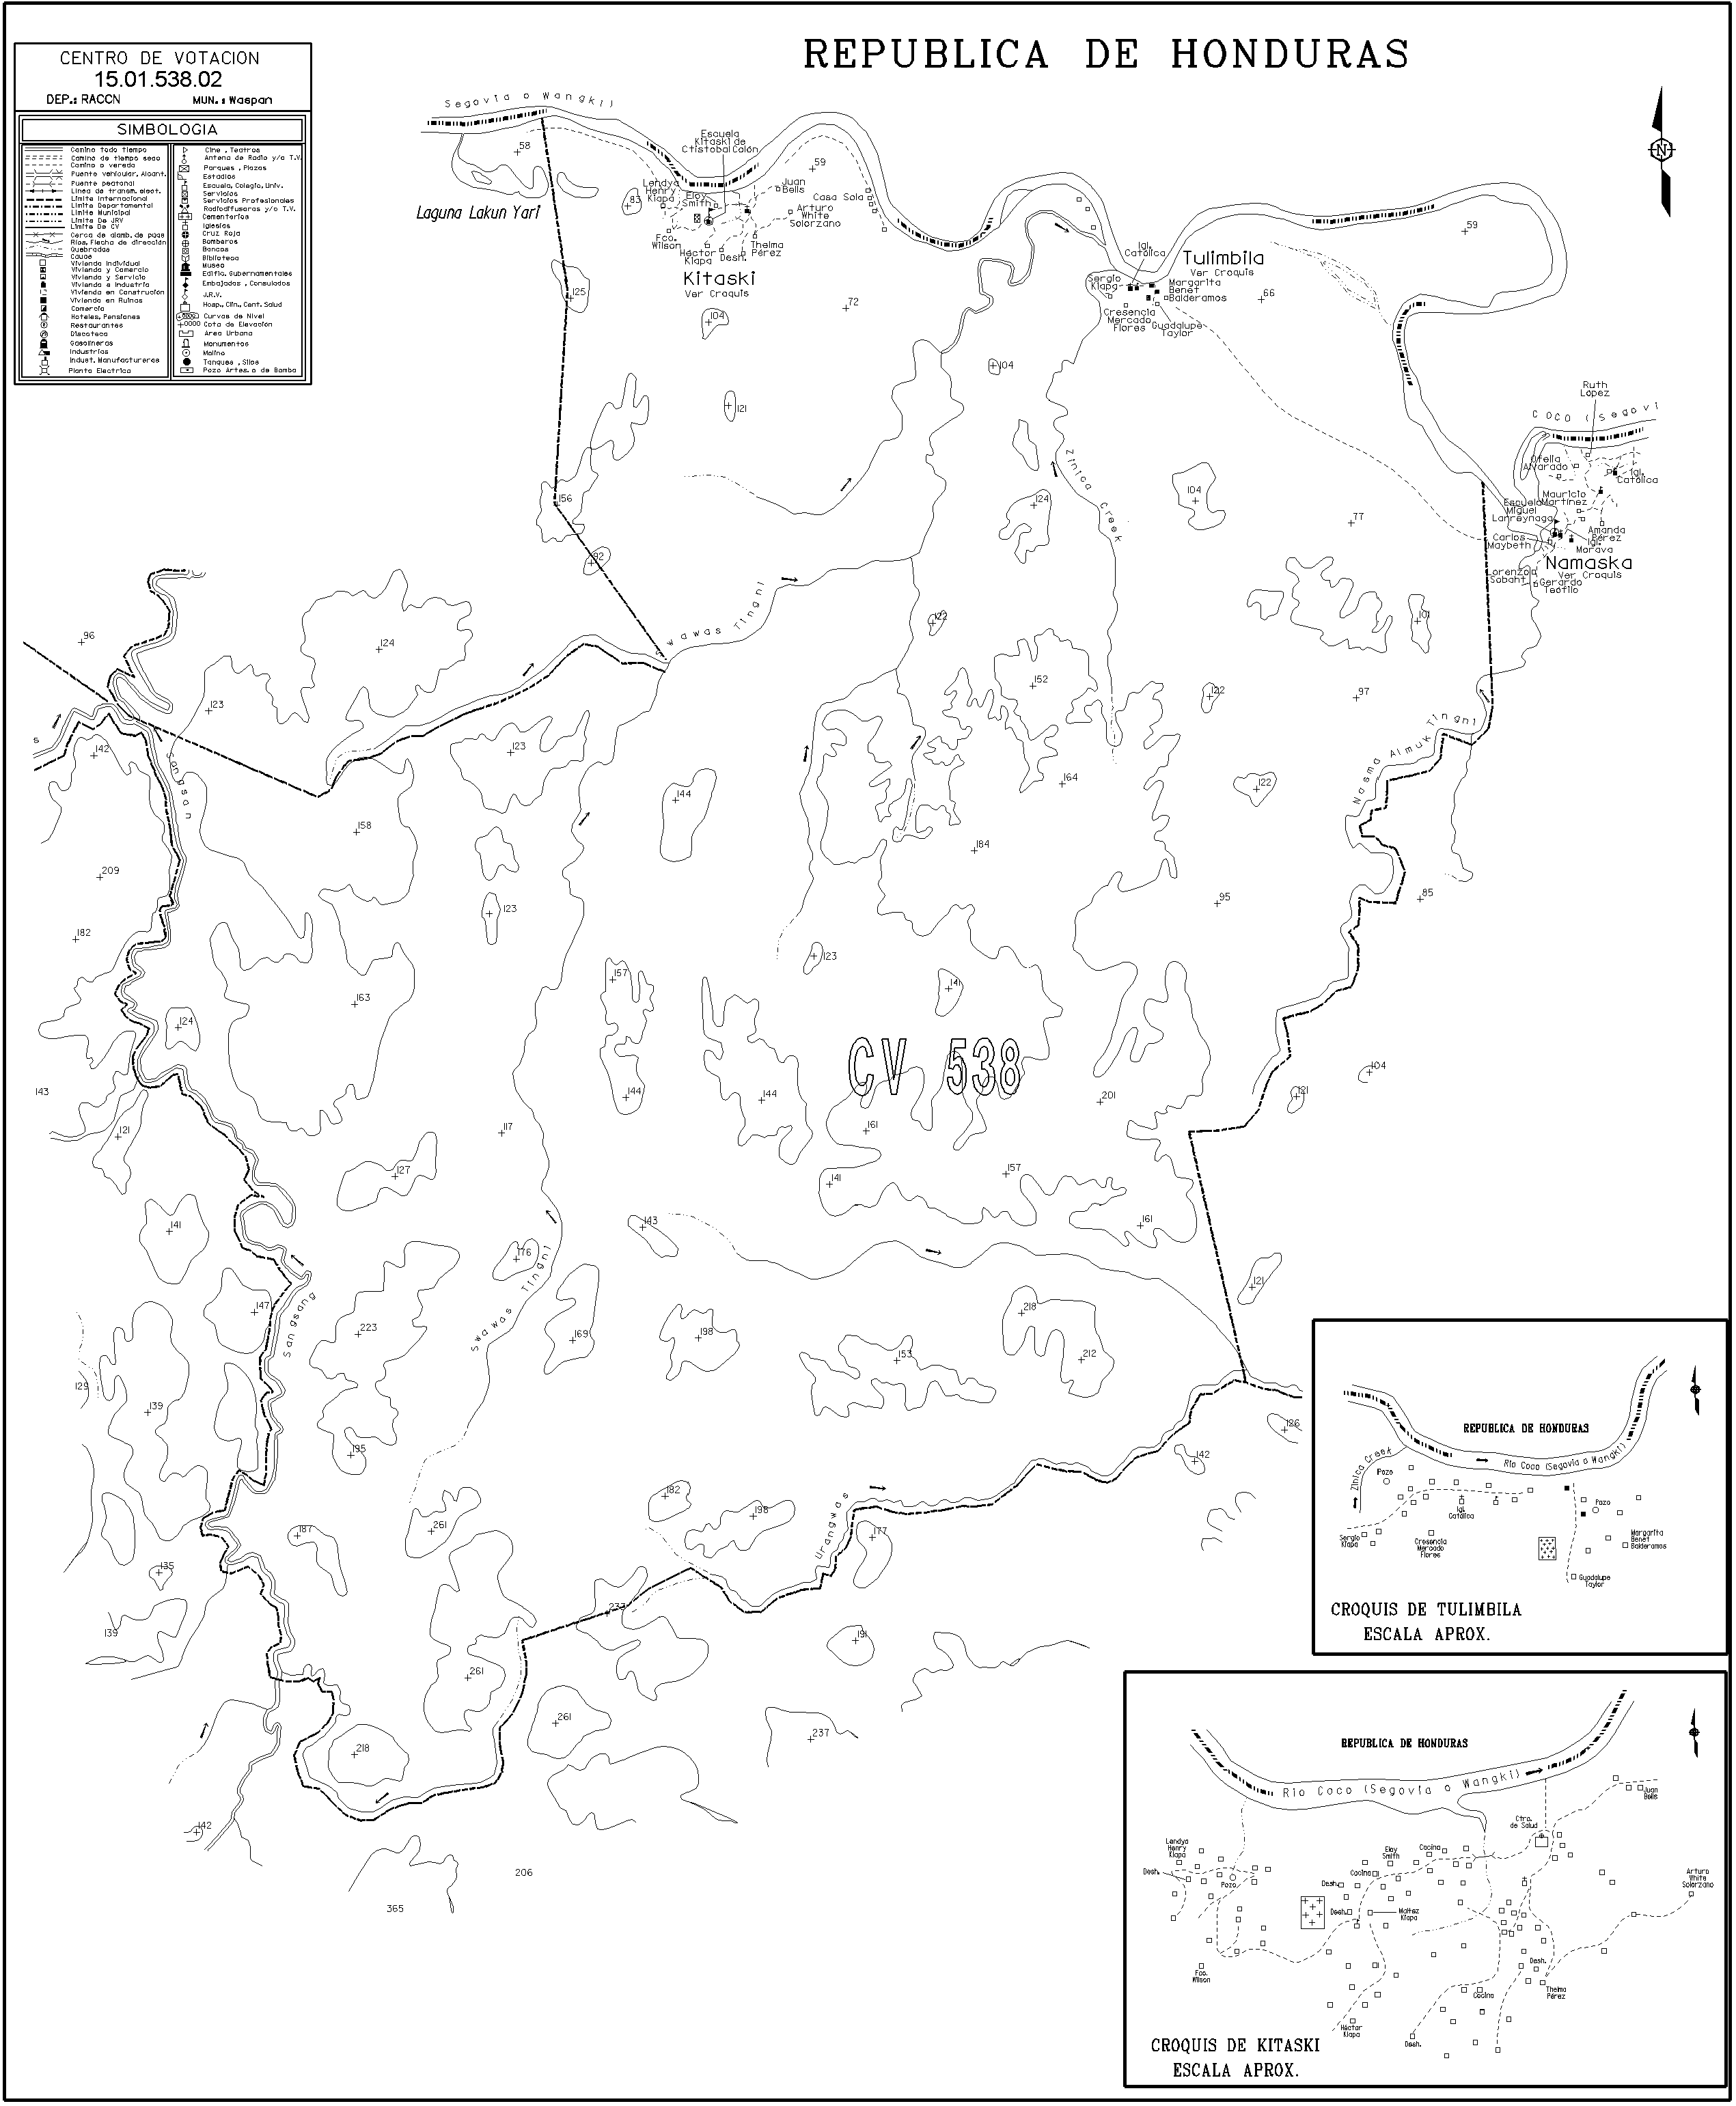 REPUBLICA DE HONDURAS
CENTRO DE VOTACION
15.01.538.02
DEP.: RACCN MUN.: Waspan
SIMBOLOGIA
Camino todo tiempo
Camino de tiempo seco
Camino o vereda
Puente vehicular, Alcant.
Puente peatonal
Linea de transm. elect.
Limite Internacional
Limite Departamental
Limite Municipal
Limite De JRV
Limite De CV
Cerca de alamb. de puas
Rios, Flecha de dirección
Quebradas
Cauce
Vivienda Individual
Vivienda y Comercio
Vivienda y Servicio
Vivienda e Industria
Vivienda en Construción
Vivienda en Ruinas
Comercio
Hoteles, Pensiones
Restaurantes
Discoteca
Gasolineras
Industrias
Indust. Manufactureras
Planta Electrica
Cine , Teatros
Antena de Radio y/o T.V.
Parques , Plazas
Estadios
Escuela, Colegio, Univ.
Servicios
Servicios Profesionales
Radiodifusoras y/o T.V.
Cementerios
Iglesias
Cruz Roja
Bomberos
Bancos
Biblioteca
Museo
Edific. Gubernamentales
Embajadas , Consulados
J.R.V.
Hosp., Clin., Cent. Salud
Curvas de Nivel
+0000 Cota de Elevación
Area Urbana
Monumentos
Molino
Tanques , Silos
Pozo Artes. o de Bomba
Segovia o Wangki)
58
Laguna Lakun Yari
83
Escuela
Kitaski de
Ctistobal Colón
59
Lendya
Henry
Klapa
Eloy
Smith
Juan
Bells
Casa Sola
Arturo
White
Solorzano
Fco.
Wilson
Héctor
Klapa
Desh.
Thelma
Pérez
Kitaski
Ver Croquis
125
104
72
121
156
92
Igl.
Católica
Tulimbila
Ver Croquis
Sergio
Klapa
Margarita
Benet
Balderamos
Cresencia
Mercado
Flores
Guadalupe
Taylor
66
59
104
Zinica Creek
124
104
77
Ruth
Lopez
COCO (Segovi
Ofelia
Alvarado
Igl.
Católica
Mauricio
Martinez
Escuela
Miguel
Larreynaga
Carlos
Maybeth
Amanda
Pérez
Igl.
Morava
Namaska
Ver Croquis
Lorenzo
Sabaht
Gerardo
Teofilo
96
124
123
142
Sangsan
123
Swawas Tingni
122
152
122
101
97
Nasma Almuk Tingni
158
144
164
122
184
209
123
95
85
182
157
123
141
163
124
CV 538
143
144
144
161
201
104
121
121
117
127
157
141
161
141
143
176
Swawas Tingni
121
147
Sangsang
223
169
198
218
153
212
129
139
126
195
142
182
198
Urangwas
261
187
177
135
233
139
191
261
261
237
218
142
206
365
REPUBLICA DE HONDURAS
Rio Coco (Segovia o Wangki)
Zinica Creek
Pozo
Igl.
Católica
Pozo
Sergio
Klapa
Cresencia
Mercado
Flores
Margarita
Benet
Balderamos
Guadalupe
Taylor
CROQUIS DE TULIMBILA
ESCALA APROX.
REPUBLICA DE HONDURAS
Rio Coco (Segovia o Wangki)
Juan
Bells
Ctro.
de Salud
Lendya
Henry
Klapa
Desh.
Pozo
Eloy
Smith
Cocina
Cocina
Desh.
Desh.
Maltez
Klapa
Arturo
White
Solorzano
Fco.
Wilson
Desh.
Thelma
Pérez
Cocina
Héctor
Klapa
Desh.
CROQUIS DE KITASKI
ESCALA APROX.